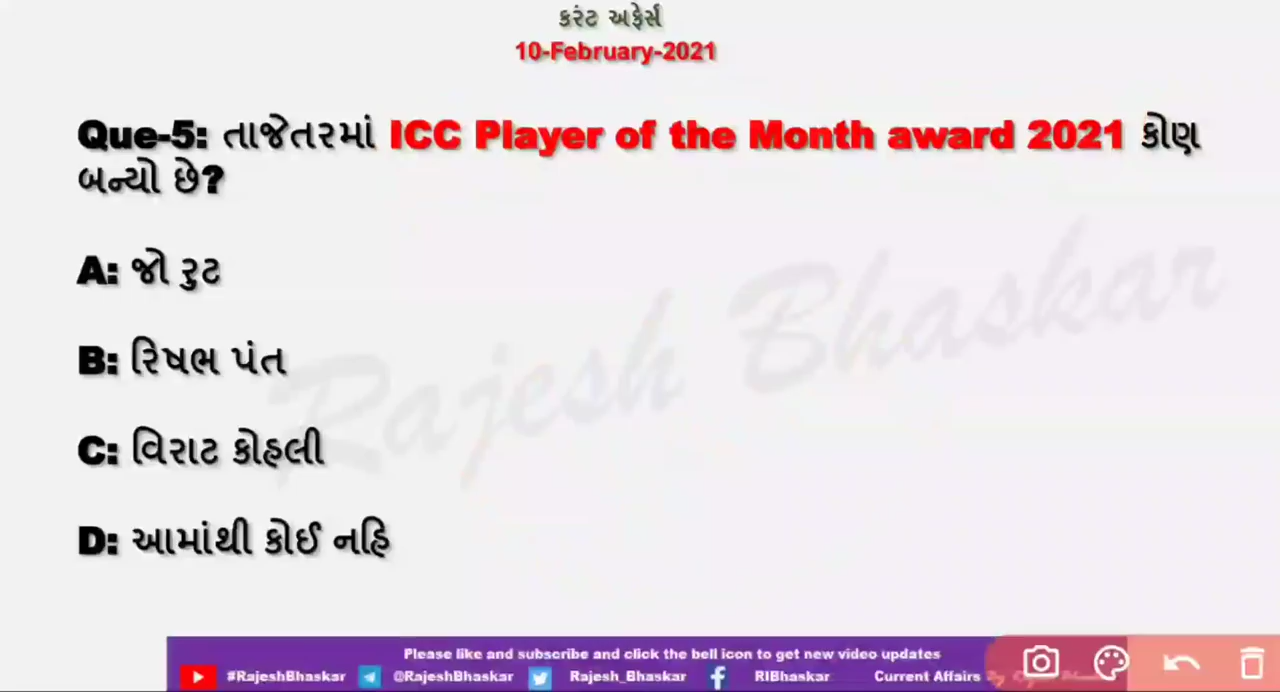 કરંટ અફેર્સ
10-February-2021
Que-5: તાજેતરમાં ICC Player of the Month award 2021 કોણ
બન્યો છે?
A: જો રુટ
B: રિષભ પંત
C: વિરાટ કોહલી
D: આમાંથી કોઈ નહિ
Rajesh Bhaskar
Please like and subscribe and click the bell icon to get new video updates
#RajeshBhaskar @RajeshBhaskar Rajesh_Bhaskar RIBhaskar Current Affairs